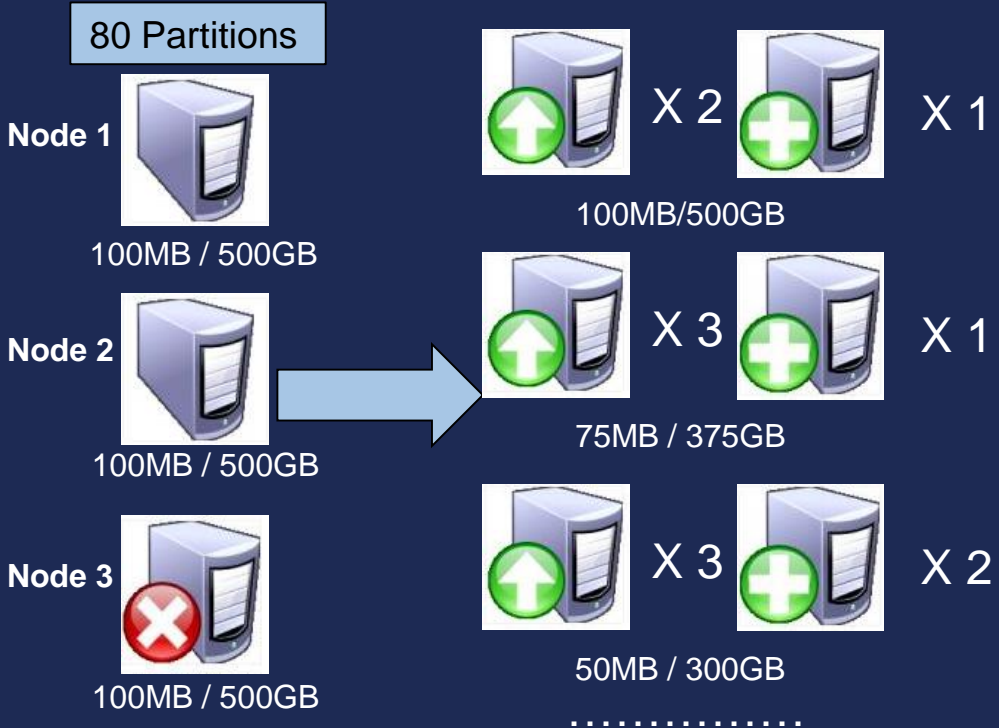 80 Partitions
Node 1
100MB / 500GB
Node 2
100MB / 500GB
Node 3
100MB / 500GB
X 2 X 1
100MB/500GB
X 3 X 1
75MB / 375GB
X 3 X 2
50MB / 300GB
...............